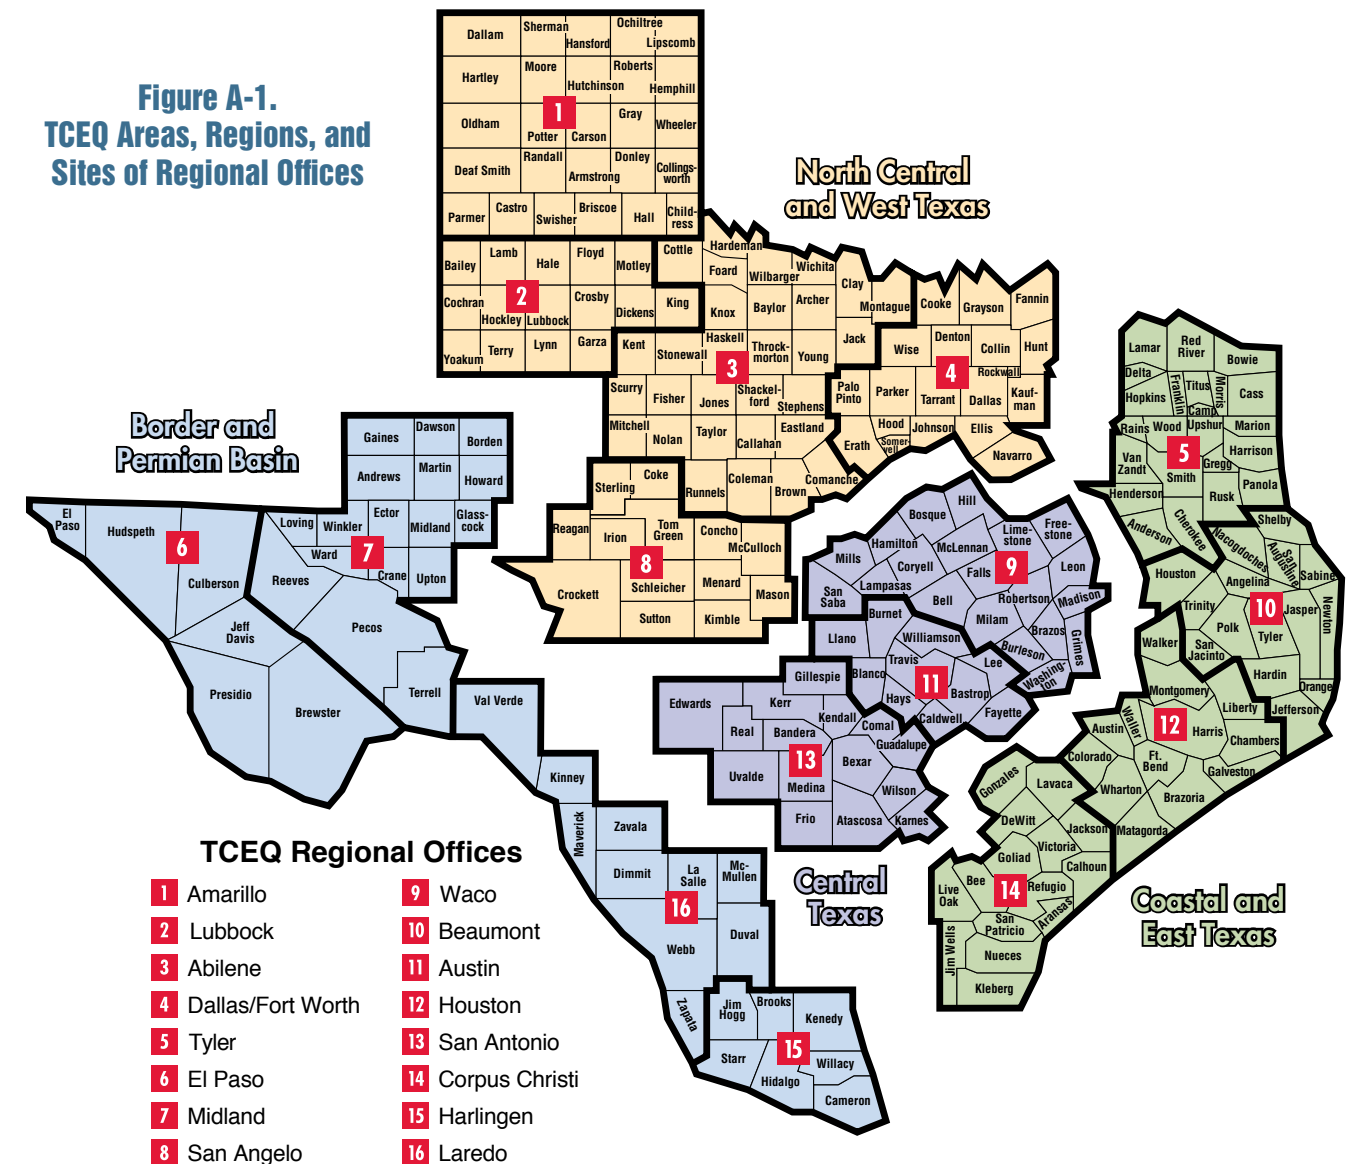 Figure A-1.
TCEQ Areas, Regions, and
Sites of Regional Offices
Dallam
Sherman
Hansford
Ochiltree
Lipscomb
Hartley
Moore
Hutchinson
Roberts
Hemphill
Oldham
1
Potter
Carson
Gray
Wheeler
Deaf Smith
Randall
Armstrong
Donley
Collings-
worth
Parmer
Castro
Swisher
Briscoe
Hall
Child-
ress
North Central
and West Texas
Bailey
Lamb
Hale
Floyd
Motley
Cochran
2
Hockley
Lubbock
Crosby
Dickens
Yoakum
Terry
Lynn
Garza
Cottle
Hardeman
Foard
Wilbarger
Wichita
Clay
Montague
King
Knox
Baylor
Archer
Jack
Kent
Stonewall
Haskell
Throck-
morton
Young
3
Scurry
Fisher
Jones
Shackel-
ford
Stephens
Mitchell
Nolan
Taylor
Callahan
Eastland
Runnels
Coleman
Brown
Comanche
Cooke
Grayson
Fannin
Wise
Denton
Collin
Hunt
4
Rockwall
Palo
Pinto
Parker
Tarrant
Dallas
Kauf-
man
Erath
Hood
Somer-
vell
Johnson
Ellis
Navarro
Lamar
Red
River
Bowie
Delta
Hopkins
Franklin
Titus
Morris
Cass
Camp
Rains
Wood
Upshur
Marion
Van
Zandt
5
Smith
Gregg
Harrison
Henderson
Rusk
Panola
Anderson
Cherokee
Border and
Permian Basin
Gaines
Dawson
Borden
Andrews
Martin
Howard
El
Paso
Hudspeth
6
Culberson
Jeff
Davis
Presidio
Brewster
Loving
Winkler
Ector
Midland
Glass-
cock
Ward
7
Crane
Upton
Reeves
Pecos
Terrell
Sterling
Coke
Reagan
Irion
Tom
Green
Concho
McCulloch
8
Crockett
Schleicher
Menard
Mason
Sutton
Kimble
Hill
Bosque
Hamilton
McLennan
Lime-
stone
Free-
stone
Mills
Coryell
Falls
9
Leon
San
Saba
Lampasas
Bell
Robertson
Madison
Milam
Brazos
Grimes
Burleson
Washing-
ton
Burnet
Llano
Williamson
Blanco
Travis
11
Lee
Hays
Bastrop
Caldwell
Fayette
Shelby
Nacogdoches
San
Augustine
Sabine
Houston
Angelina
Trinity
10
Jasper
Newton
Polk
Tyler
San
Jacinto
Hardin
Orange
Jefferson
Walker
Montgomery
Liberty
Waller
12
Harris
Chambers
Austin
Colorado
Ft.
Bend
Galveston
Wharton
Brazoria
Matagorda
Gillespie
Edwards
Kerr
Kendall
Comal
Real
Bandera
Guadalupe
Uvalde
13
Medina
Bexar
Wilson
Frio
Atascosa
Karnes
Central
Texas
Val Verde
Kinney
Maverick
Zavala
Dimmit
La
Salle
Mc-
Mullen
16
Webb
Duval
Zapata
Jim
Hogg
Brooks
Kenedy
15
Starr
Hidalgo
Willacy
Cameron
Gonzales
Lavaca
DeWitt
Jackson
Victoria
Goliad
Calhoun
Live
Oak
Bee
14
Refugio
Aransas
San
Patricio
Jim Wells
Nueces
Kleberg
Coastal and
East Texas
TCEQ Regional Offices
1 Amarillo
2 Lubbock
3 Abilene
4 Dallas/Fort Worth
5 Tyler
6 El Paso
7 Midland
8 San Angelo
9 Waco
10 Beaumont
11 Austin
12 Houston
13 San Antonio
14 Corpus Christi
15 Harlingen
16 Laredo